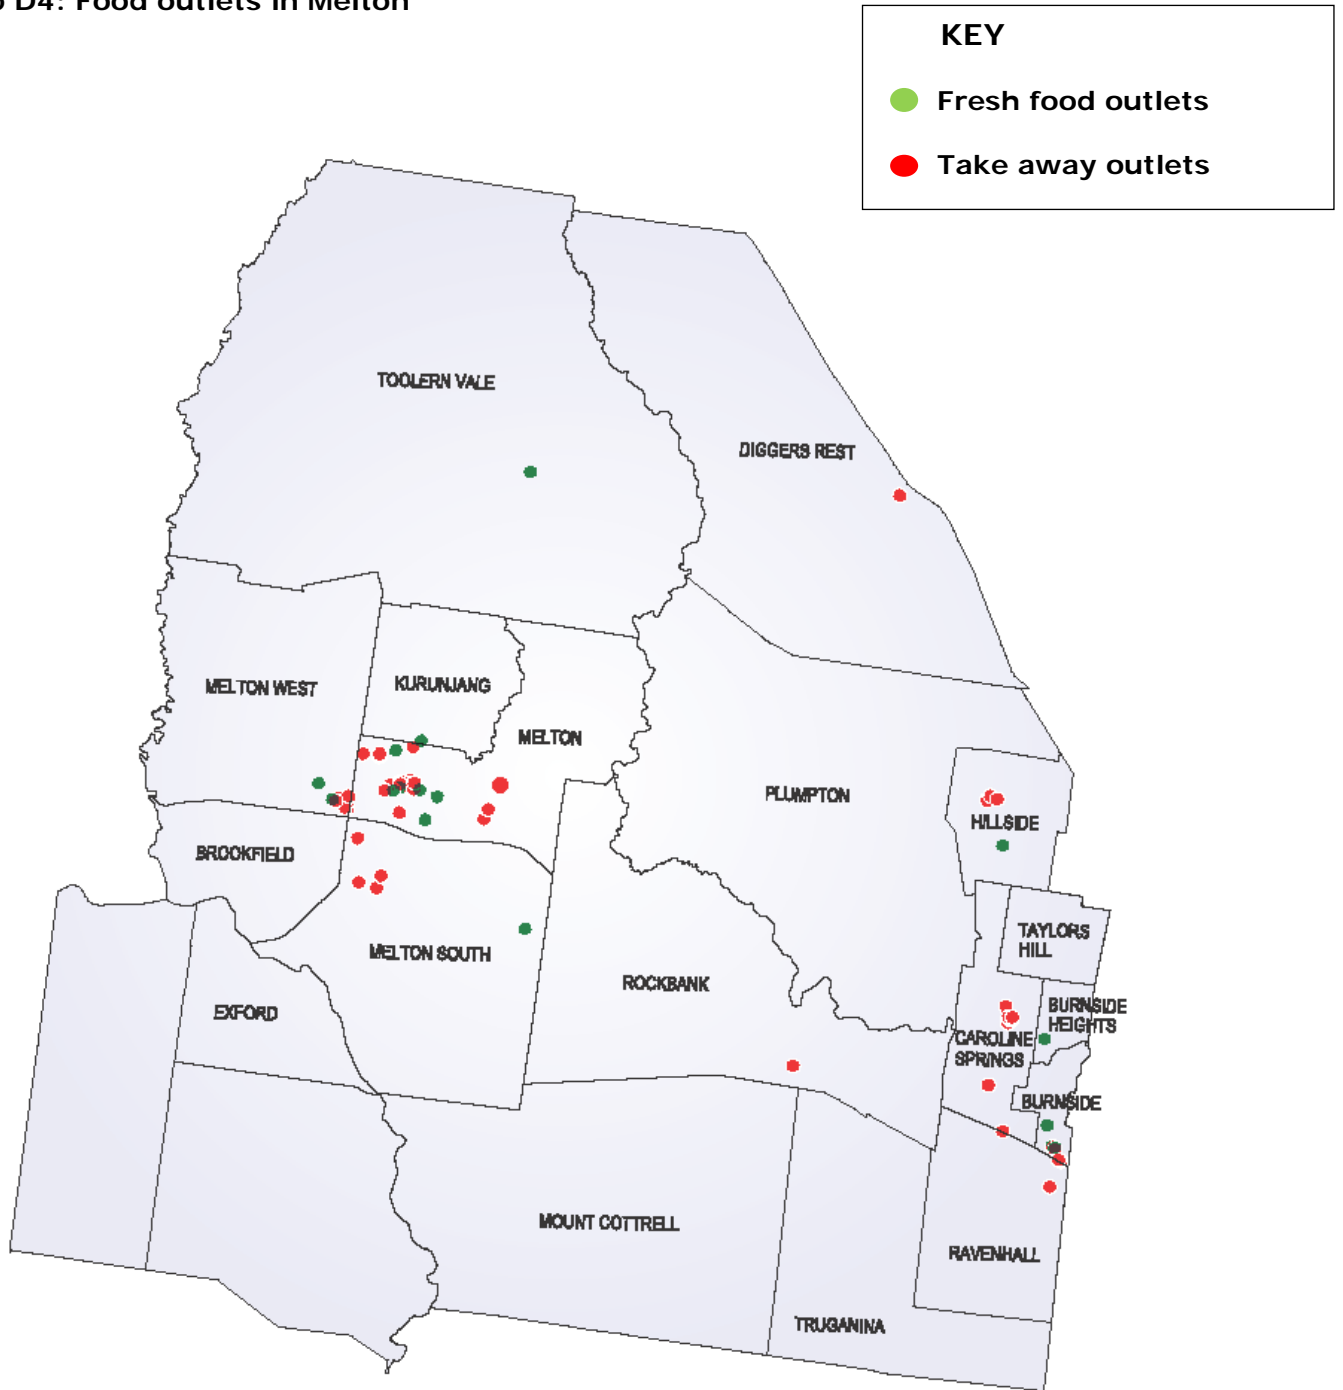 D4: Food outlets in Melton
KEY
Fresh food outlets
Take away outlets
TOOLERN VALE
DIGGERS REST
MELTON WEST
KURUNJANG
MELTON
PLUMPTON
HILLSIDE
BROOKFIELD
TAYLORS
HILL
MELTON SOUTH
ROCKBANK
EXFORD
BURNSIDE
HEIGHTS
CAROLINE
SPRINGS
BURNSIDE
MOUNT COTTRELL
RAVENHALL
TRUGANINA